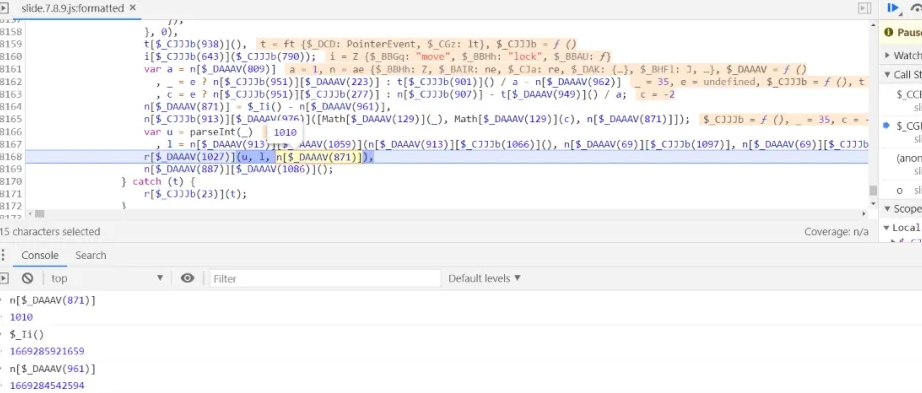 slide.7.8.9.js:formatted ×
8157 });
8158 }, 0),
8159 t[$_CJJJb(938)](), t = ft {$_DCD: PointerEvent, $_CGz: lt}, $_CJJJb = ƒ ()
8160 i[$_CJJJb(643)]($_CJJJb(790)); i = Z {$_BBGq: "move", $_BBHh: "lock", $_BBAU: ƒ}
8161 var a = n[$_DAAAV(809)] a = 1, n = ae {$_BBHh: Z, $_BAIR: ne, $_CJa: re, $_DAK: {…}, $_BHFl: J, …}, $_DAAAV = ƒ ()
8162 , _ = e ? n[$_CJJJb(951)][$_DAAAV(223)] : t[$_CJJJb(901)]() / a - n[$_DAAAV(962)] _ = 35, e = undefined, $_CJJJb = ƒ (), t
8163 , c = e ? n[$_CJJJb(951)][$_CJJJb(277)] : n[$_CJJJb(907)] - t[$_DAAAV(949)]() / a; c = -2
8164 n[$_DAAAV(871)] = $_Ii() - n[$_DAAAV(961)],
8165 n[$_CJJJb(913)][$_DAAAV(976)]([Math[$_DAAAV(129)](_), Math[$_DAAAV(129)](c), n[$_DAAAV(871)]]); $_CJJJb = ƒ (), _ = 35, c = -
8166 var u = parseInt(_) 1010
8167 , l = n[$_DAAAV(913)][$_DAAAV(1059)](n[$_DAAAV(913)][$_CJJJb(1066)](), n[$_DAAAV(69)][$_CJJJb(1097)], n[$_DAAAV(69)][$_CJJJb
8168 r[$_DAAAV(1027)](u, l, n[$_DAAAV(871)]),
8169 n[$_DAAAV(887)][$_DAAAV(1086)]();
8170 } catch (t) {
8171 r[$_CJJJb(23)](t);
8172 }
15 characters selected Coverage: n/a
Paus
Watch
Call St
$_CCF
$_CGI
sli
(anon
sli
o sli
Scope
Local
Console Search
top Filter Default levels ▼
n[$_DAAAV(871)]
1010
$_Ii()
1669285921659
n[$_DAAAV(961)]
1669284542594